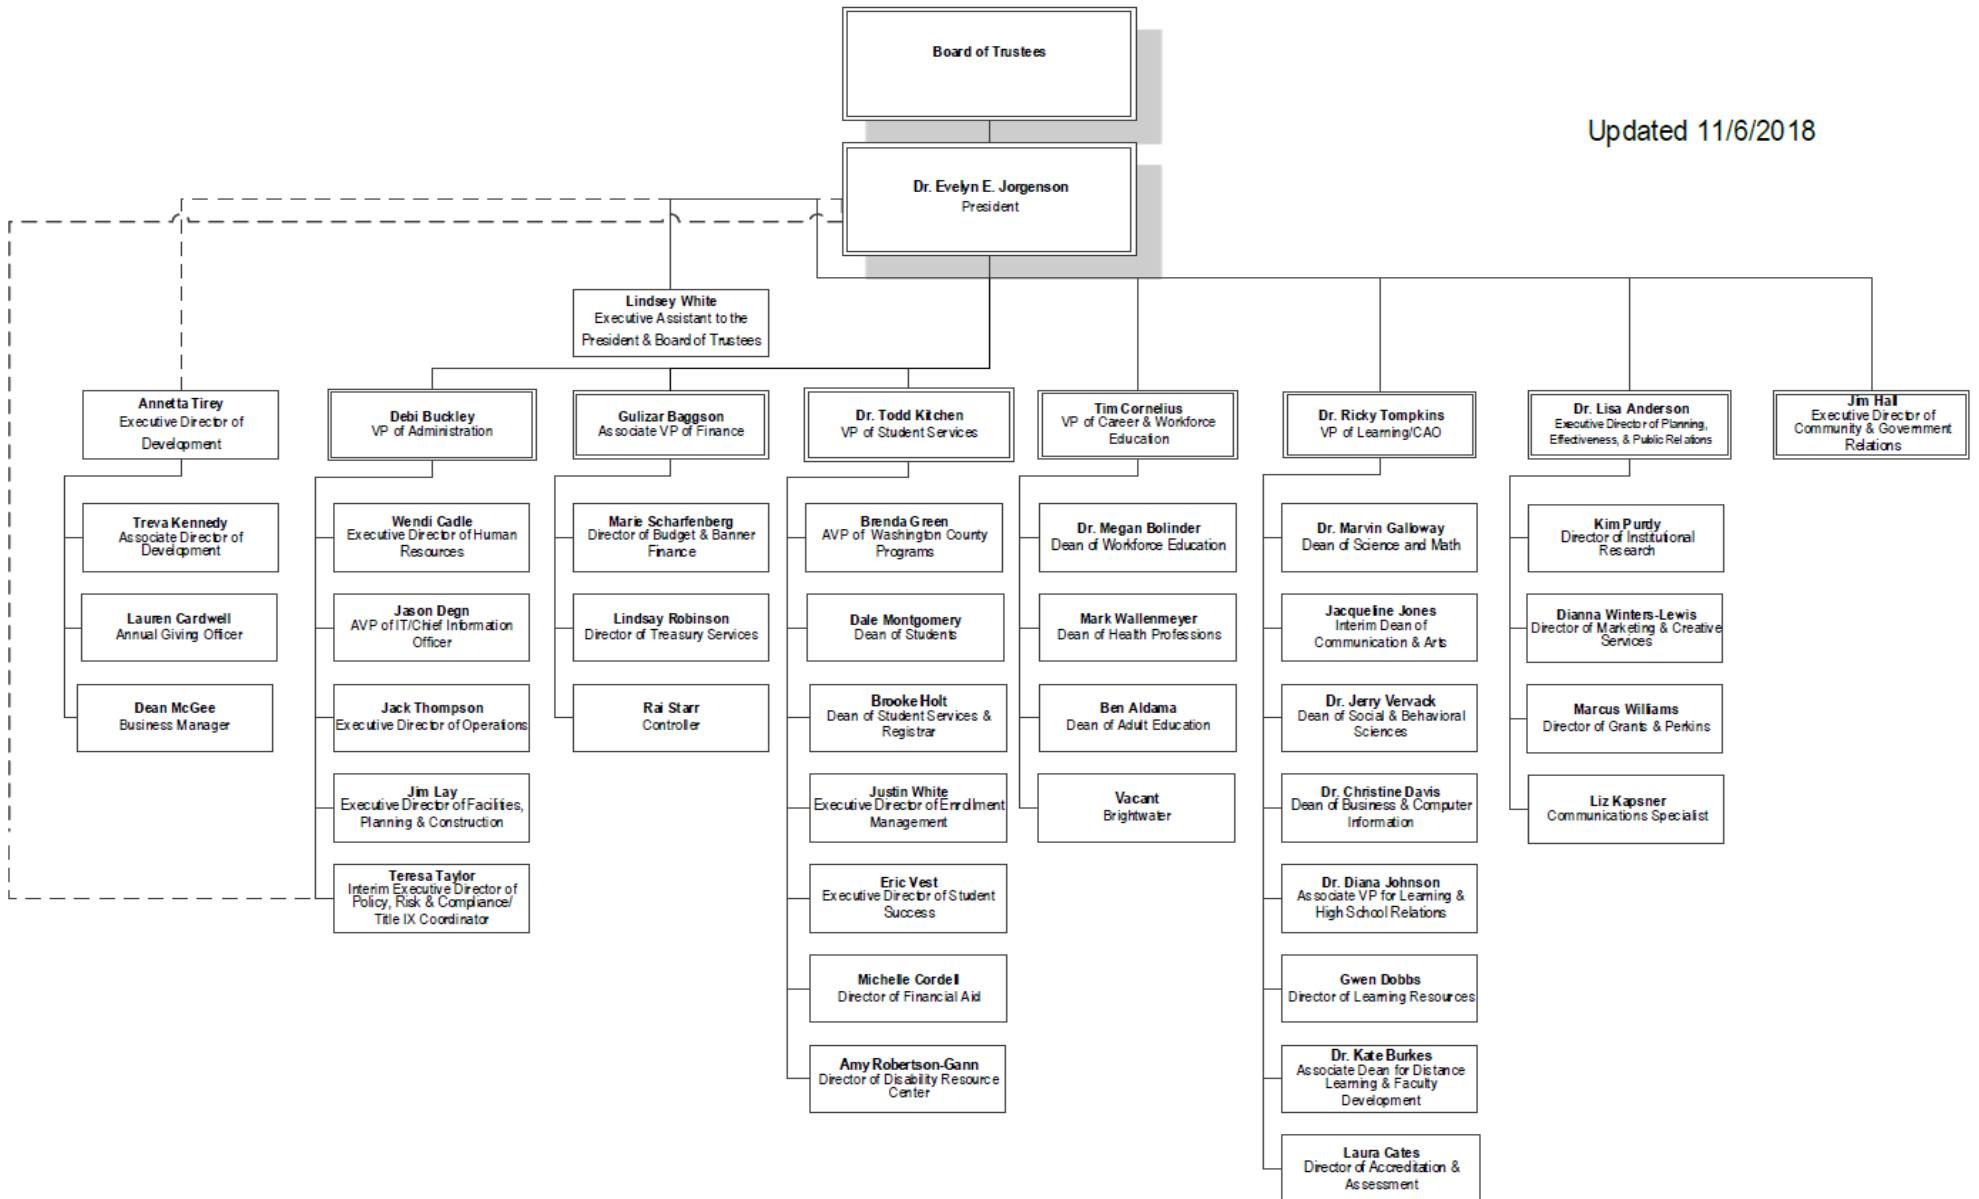 Board of Trustees
Updated 11/6/2018
Dr. Evelyn E. Jorgenson
President
Lindsey White
Executive Assistant to the
President & Board of Trustees
Annetta Tirey
Executive Director of
Development
Treva Kennedy
Associate Director of
Development
Lauren Cardwell
Annual Giving Officer
Dean McGee
Business Manager
Debi Buckley
VP of Administration
Wendi Cadle
Executive Director of Human
Resources
Jason Degn
AVP of IT/Chief Information
Officer
Jack Thompson
Executive Director of Operations
Jim Lay
Executive Director of Facilities,
Planning & Construction
Teresa Taylor
Interim Executive Director of
Policy, Risk & Compliance/
Title IX Coordinator
Gulizar Baggson
Associate VP of Finance
Marie Scharfenberg
Director of Budget & Banner
Finance
Lindsay Robinson
Director of Treasury Services
Rai Starr
Controller
Dr. Todd Kitchen
VP of Student Services
Brenda Green
AVP of Washington County
Programs
Dale Montgomery
Dean of Students
Brooke Holt
Dean of Student Services &
Registrar
Justin White
Executive Director of Enrollment
Management
Eric Vest
Executive Director of Student
Success
Michelle Cordell
Director of Financial Aid
Amy Robertson-Gann
Director of Disability Resource
Center
Tim Cornelius
VP of Career & Workforce
Education
Dr. Megan Bolinder
Dean of Workforce Education
Mark Wallenmeyer
Dean of Health Professions
Ben Aldama
Dean of Adult Education
Vacant
Brightwater
Dr. Ricky Tompkins
VP of Learning/CAO
Dr. Marvin Galloway
Dean of Science and Math
Jacqueline Jones
Interim Dean of
Communication & Arts
Dr. Jerry Vervack
Dean of Social & Behavioral
Sciences
Dr. Christine Davis
Dean of Business & Computer
Information
Dr. Diana Johnson
Associate VP for Learning &
High School Relations
Gwen Dobbs
Director of Learning Resources
Dr. Kate Burkes
Associate Dean for Distance
Learning & Faculty
Development
Laura Cates
Director of Accreditation &
Assessment
Dr. Lisa Anderson
Executive Director of Planning,
Effectiveness, & Public Relations
Kim Purdy
Director of Institutional
Research
Dianna Winters-Lewis
Director of Marketing & Creative
Services
Marcus Williams
Director of Grants & Perkins
Liz Kapsner
Communications Specialist
Jim Hall
Executive Director of
Community & Government
Relations